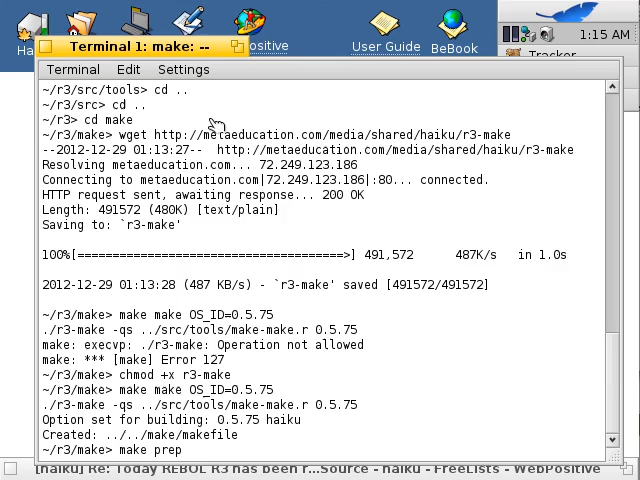 User Guide
BeBook
1:15 AM
Tracker
Terminal 1: make: --
Terminal Edit Settings
~/r3/src/tools> cd ..
~/r3/src> cd ..
~/r3> cd make
~/r3/make> wget http://metaeducation.com/media/shared/haiku/r3-make
--2012-12-29 01:13:27-- http://metaeducation.com/media/shared/haiku/r3-make
Resolving metaeducation.com... 72.249.123.186
Connecting to metaeducation.com|72.249.123.186|:80... connected.
HTTP request sent, awaiting response... 200 OK
Length: 491572 (480K) [text/plain]
Saving to: `r3-make'
100%[=====================================>] 491,572 487K/s in 1.0s
2012-12-29 01:13:28 (487 KB/s) - `r3-make' saved [491572/491572]
~/r3/make> make make OS_ID=0.5.75
./r3-make -qs ../src/tools/make-make.r 0.5.75
make: execvp: ./r3-make: Operation not allowed
make: *** [make] Error 127
~/r3/make> chmod +x r3-make
~/r3/make> make make OS_ID=0.5.75
./r3-make -qs ../src/tools/make-make.r 0.5.75
Option set for building: 0.5.75 haiku
Created: ../../make/makefile
~/r3/make> make prep
[haiku] Re: Today REBOL R3 has been r...Source - haiku - FreeLists - WebPositive